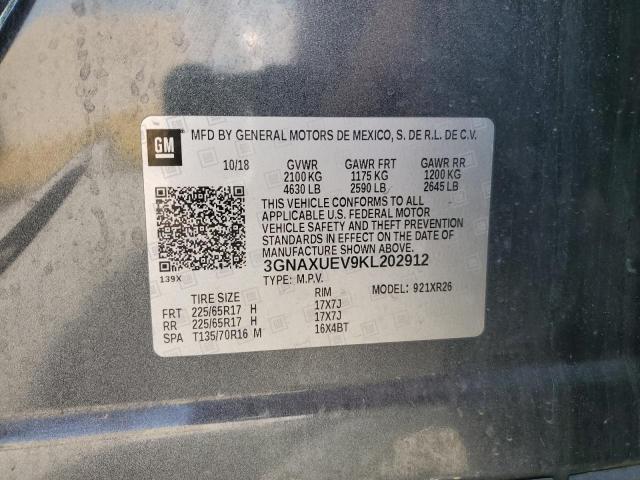 GM ® MFD BY GENERAL MOTORS DE MEXICO, S. DE R.L. DE C.V.
10/18 GVWR GAWR FRT GAWR RR
2100 KG 1175 KG 1200 KG
4630 LB 2590 LB 2645 LB
THIS VEHICLE CONFORMS TO ALL
APPLICABLE U.S. FEDERAL MOTOR
VEHICLE SAFETY AND THEFT PREVENTION
STANDARDS IN EFFECT ON THE DATE OF
MANUFACTURE SHOWN ABOVE.
139X 3GNAXUEV9KL202912
TYPE: M.P.V. MODEL: 921XR26
TIRE SIZE RIM
FRT 225/65R17 H 17X7J
RR 225/65R17 H 17X7J
SPA T135/70R16 M 16X4BT